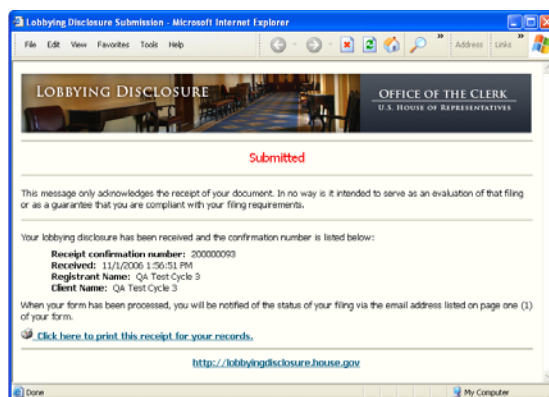 Lobbying Disclosure Submission - Microsoft Internet Explorer
File Edit View Favorites Tools Help
Address Links
LOBBYING DISCLOSURE
OFFICE OF THE CLERK
U.S. HOUSE OF REPRESENTATIVES
Submitted
This message only acknowledges the receipt of your document. In no way is it intended to serve as an evaluation of that filing
or as a guarantee that you are compliant with your filing requirements.
Your lobbying disclosure has been received and the confirmation number is listed below:
Receipt confirmation number: 200000093
Received: 11/1/2006 1:56:51 PM
Registrant Name: QA Test Cycle 3
Client Name: QA Test Cycle 3
When your form has been processed, you will be notified of the status of your filing via the email address listed on page one (1)
of your form.
Click here to print this receipt for your records.
http://lobbyingdisclosure.house.gov
Done My Computer